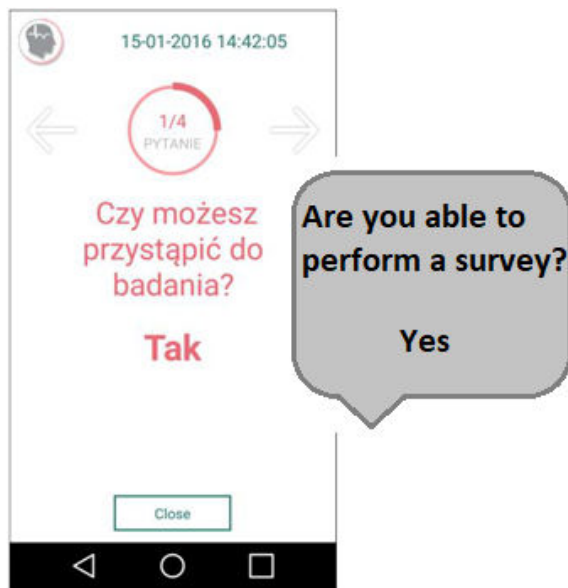 15-01-2016 14:42:05
1/4
PYTANIE
Czy możesz
przystąpić do
badania?
Tak
Close
Are you able to
perform a survey?
Yes